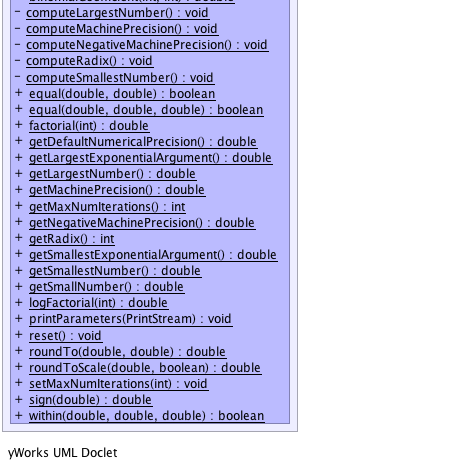 - computeLargestNumber() : void
- computeMachinePrecision() : void
- computeNegativeMachinePrecision() : void
- computeRadix() : void
- computeSmallestNumber() : void
+ equal(double, double) : boolean
+ equal(double, double, double) : boolean
+ factorial(int) : double
+ getDefaultNumericalPrecision() : double
+ getLargestExponentialArgument() : double
+ getLargestNumber() : double
+ getMachinePrecision() : double
+ getMaxNumIterations() : int
+ getNegativeMachinePrecision() : double
+ getRadix() : int
+ getSmallestExponentialArgument() : double
+ getSmallestNumber() : double
+ getSmallNumber() : double
+ logFactorial(int) : double
+ printParameters(PrintStream) : void
+ reset() : void
+ roundTo(double, double) : double
+ roundToScale(double, boolean) : double
+ setMaxNumIterations(int) : void
+ sign(double) : double
+ within(double, double, double) : boolean
yWorks UML Doclet